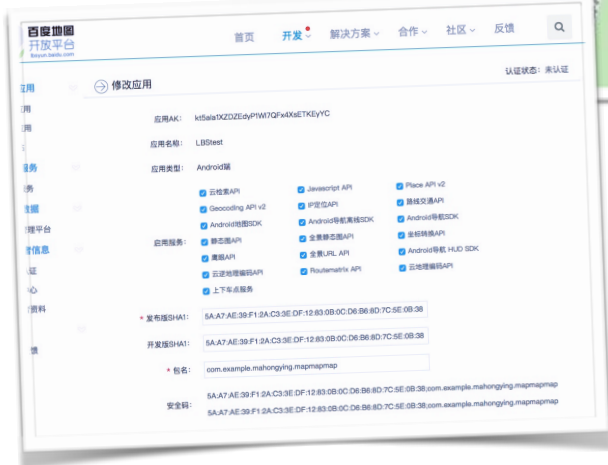 百度地图
开放平台
lbsyun.baidu.com
首页 开发 解决方案 合作 社区 反馈
修改应用
认证状态：未认证
应用AK： kt5ala1XZDZEdyP1Wl7QFx4XsETKEyYC
应用名称： LBStest
应用类型： Android端
启用服务：
云检索API Javascript API Place API v2
Geocoding API v2 IP定位API 路线交通API
Android地图SDK Android导航离线SDK Android导航SDK
静态图API 全景静态图API 坐标转换API
鹰眼API 全景URL API Android导航 HUD SDK
云逆地理编码API Routematrix API 云地理编码API
上下车点服务
* 发布版SHA1： 5A:A7:AE:39:F1:2A:C3:3E:DF:12:83:0B:0C:D6:B6:8D:7C:5E:0B:38
开发版SHA1： 5A:A7:AE:39:F1:2A:C3:3E:DF:12:83:0B:0C:D6:B6:8D:7C:5E:0B:38
* 包名： com.example.mahongying.mapmapmap
安全码： 5A:A7:AE:39:F1:2A:C3:3E:DF:12:83:0B:0C:D6:B6:8D:7C:5E:0B:38;com.example.mahongying.mapmapmap
5A:A7:AE:39:F1:2A:C3:3E:DF:12:83:0B:0C:D6:B6:8D:7C:5E:0B:38;com.example.mahongying.mapmapmap